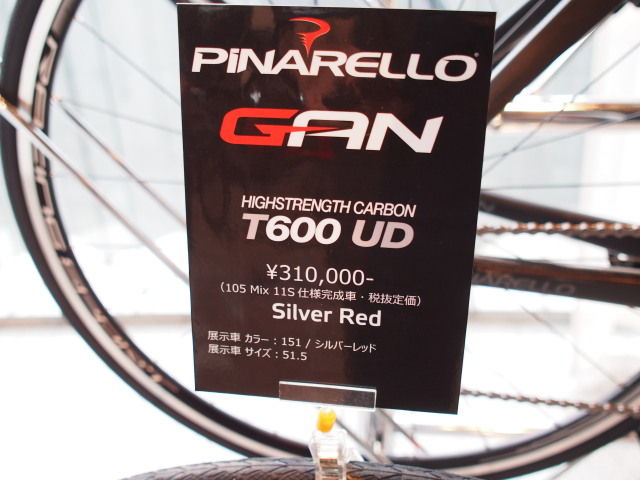 PiNARELLO
GAN
HIGHSTRENGTH CARBON
T600 UD
¥310,000-
(105 Mix 11S 仕様完成車・税抜定価)
Silver Red
展示車 カラー : 151 / シルバーレッド
展示車 サイズ : 51.5
PINARELLO